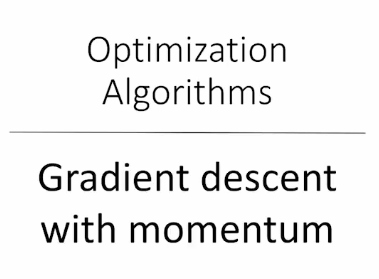 Optimization
Algorithms
Gradient descent
with momentum